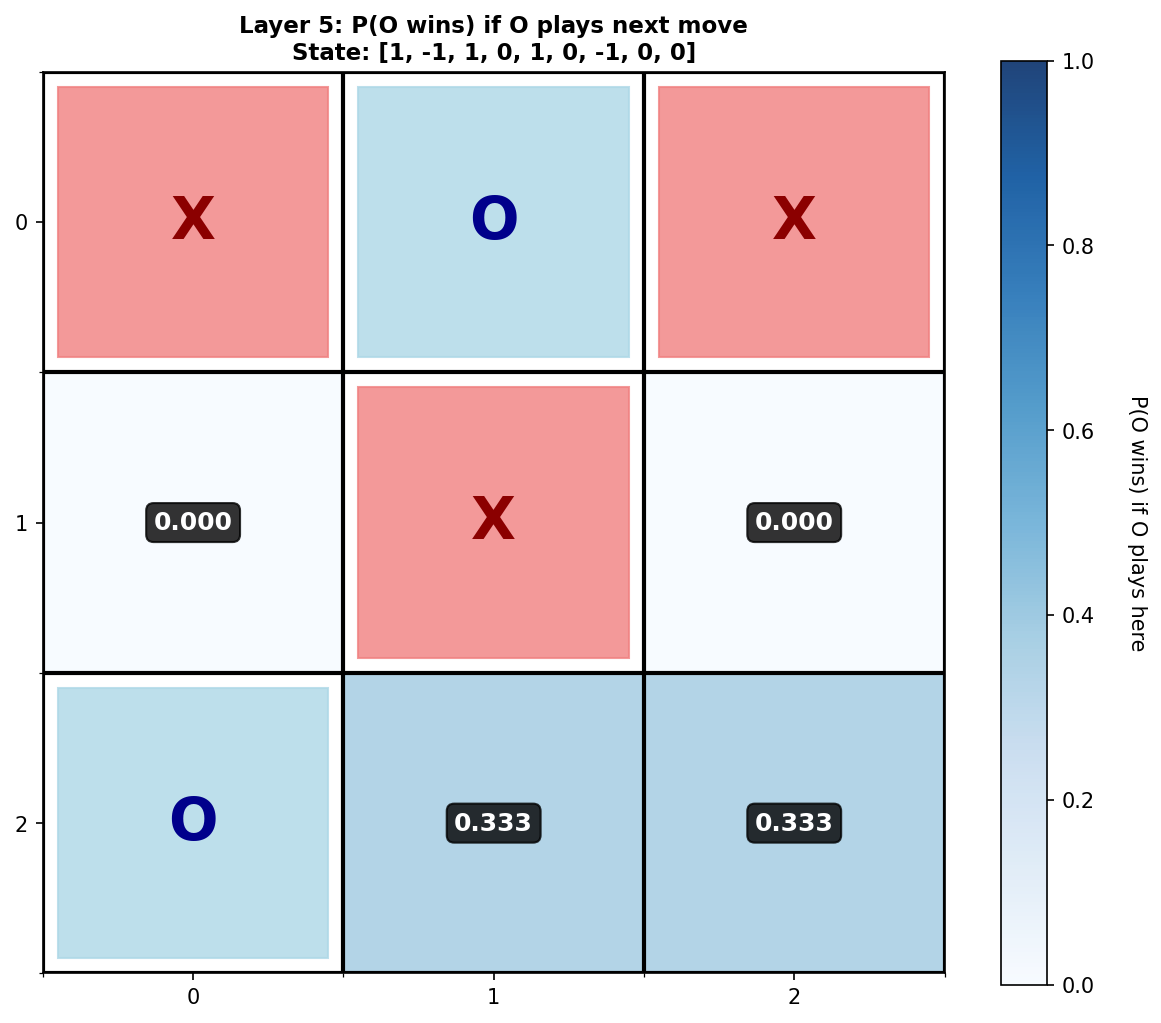 Layer 5: P(O wins) if O plays next move
State: [1, -1, 1, 0, 1, 0, -1, 0, 0]
0
X
O
X
1
0.000
X
0.000
2
O
0.333
0.333
0
1
2
1.0
0.8
0.6
0.4
0.2
0.0
P(O wins) if O plays here